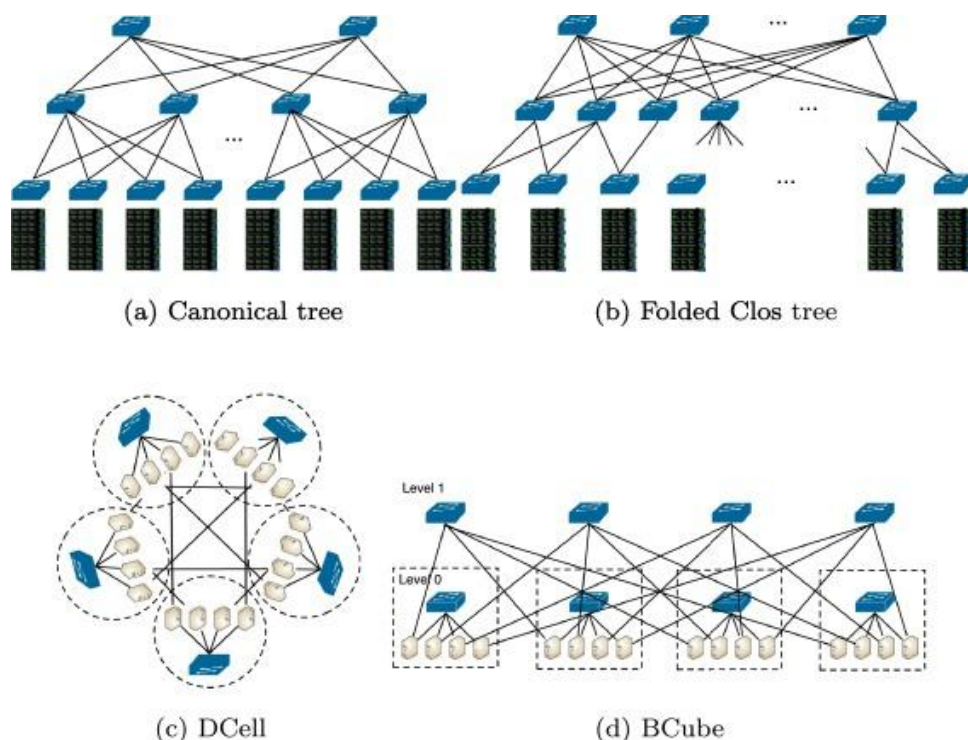 ...
...
...
...
(a) Canonical tree
(b) Folded Clos tree
Level 1
Level 0
(c) DCell
(d) BCube